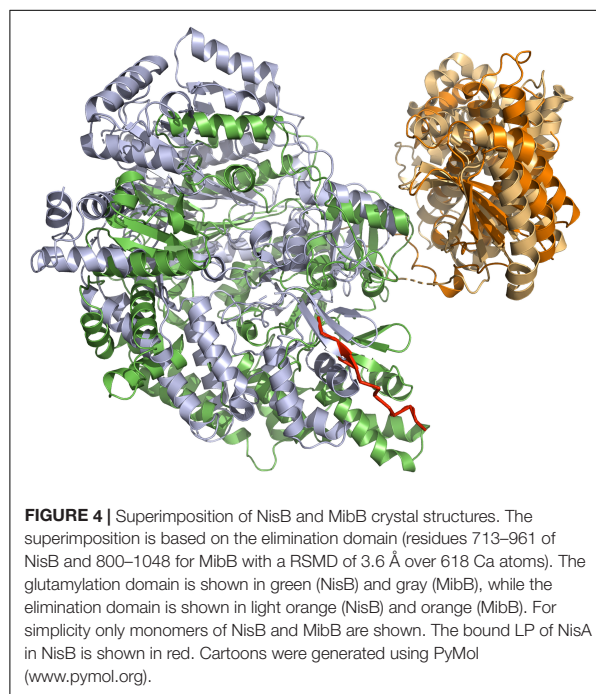 FIGURE 4 | Superimposition of NisB and MibB crystal structures. The
superimposition is based on the elimination domain (residues 713–961 of
NisB and 800–1048 for MibB with a RSMD of 3.6 Å over 618 Ca atoms). The
glutamylation domain is shown in green (NisB) and gray (MibB), while the
elimination domain is shown in light orange (NisB) and orange (MibB). For
simplicity only monomers of NisB and MibB are shown. The bound LP of NisA
in NisB is shown in red. Cartoons were generated using PyMol
(www.pymol.org).